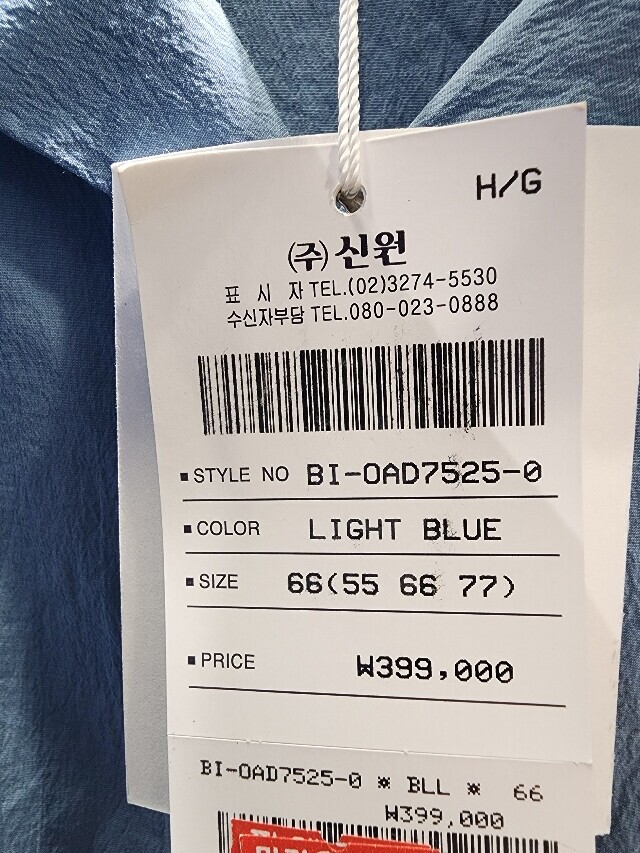 H/G
(주)신원
표 시 자 TEL.(02)3274-5530
수신자부담 TEL.080-023-0888
▪STYLE NO BI-OAD7525-0
▪COLOR LIGHT BLUE
▪SIZE 66(55 66 77)
▪PRICE ₩399,000
BI-OAD7525-0 * BLL * 66
₩399,000